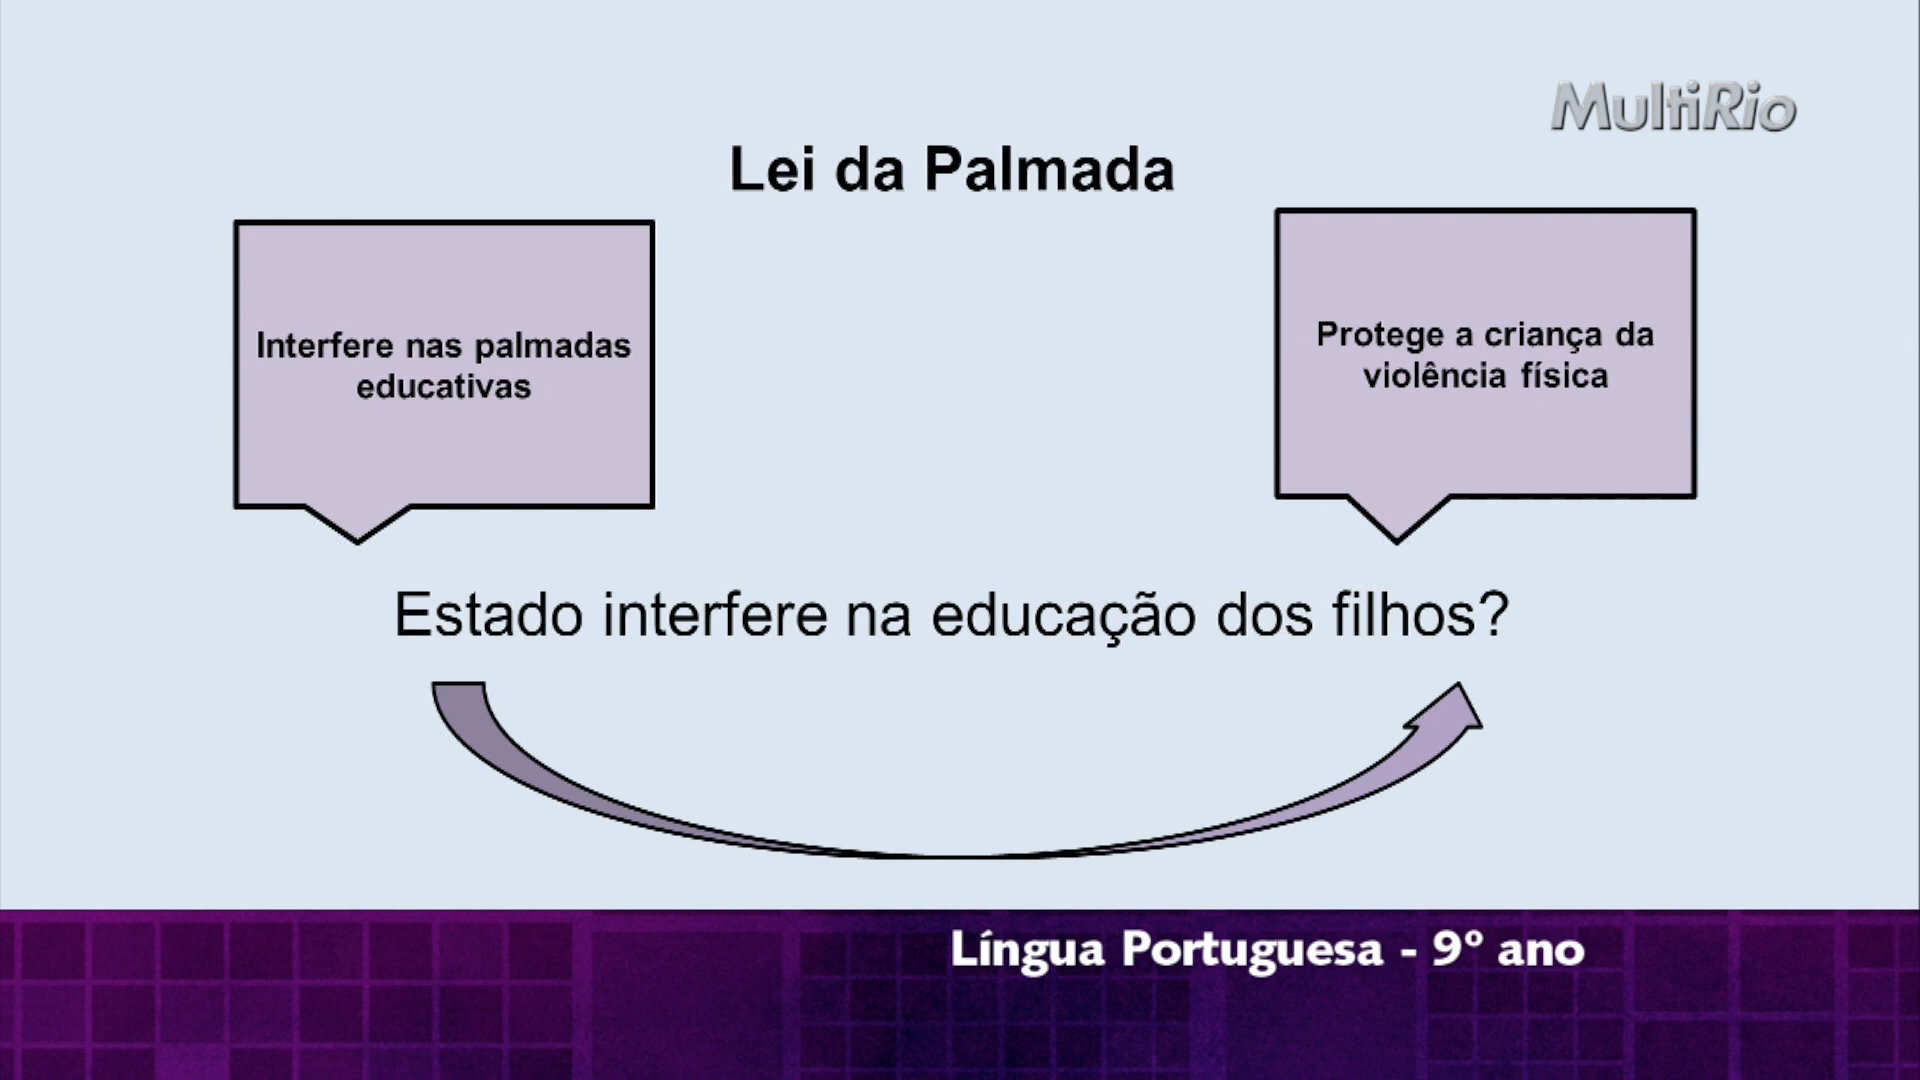 MultiRio
Lei da Palmada
Interfere nas palmadas
educativas
Protege a criança da
violência física
Estado interfere na educação dos filhos?
Língua Portuguesa - 9º ano